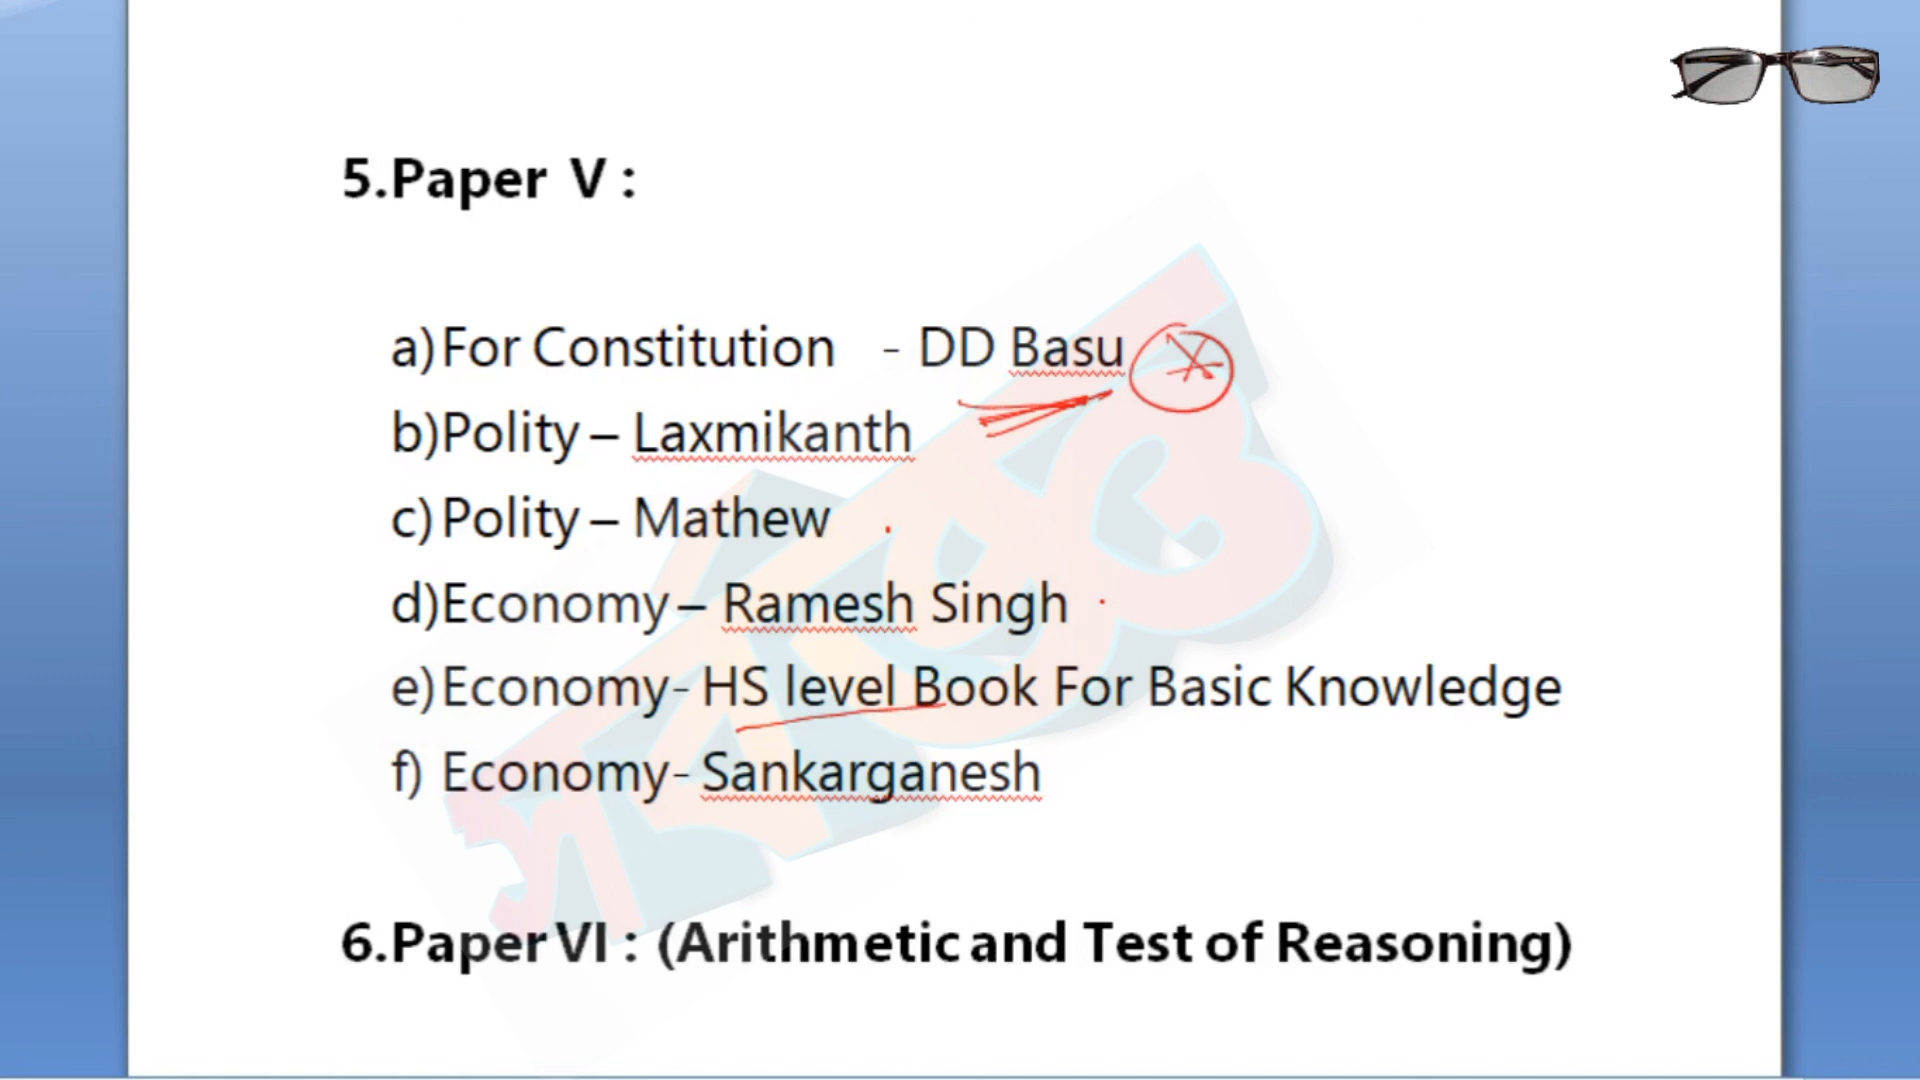 5.Paper V :
a) For Constitution - DD Basu
b) Polity – Laxmikanth
c) Polity – Mathew
d) Economy – Ramesh Singh
e) Economy- HS level Book For Basic Knowledge
f) Economy- Sankarganesh
6.Paper VI : (Arithmetic and Test of Reasoning)